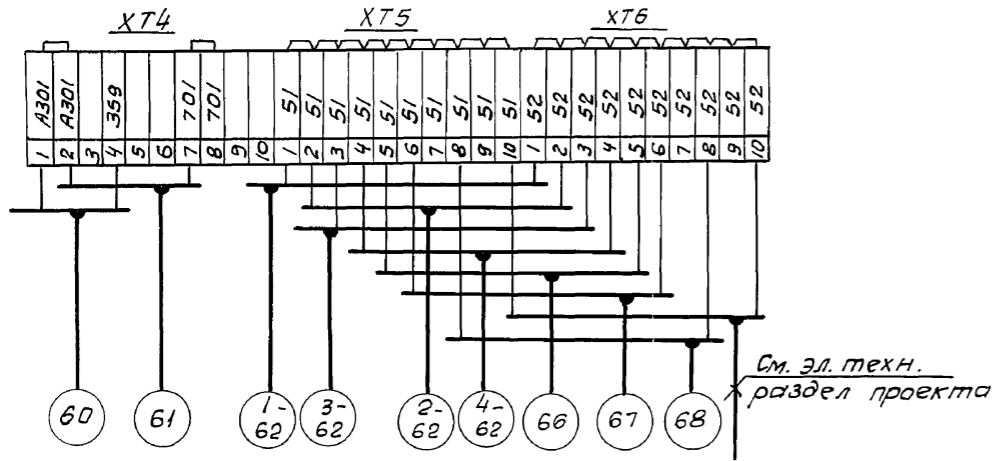 XT4 XT5 XT6
A301 A301 359 701 701 51 51 51 51 51 51 51 51 51 51 52 52 52 52 52 52 52 52 52 52
1 2 3 4 5 6 7 8 9 10 1 2 3 4 5 6 7 8 9 10 1 2 3 4 5 6 7 8 9 10
См. эл. техн.
раздел проекта
60 61 1-62 3-62 2-62 4-62 66 67 68